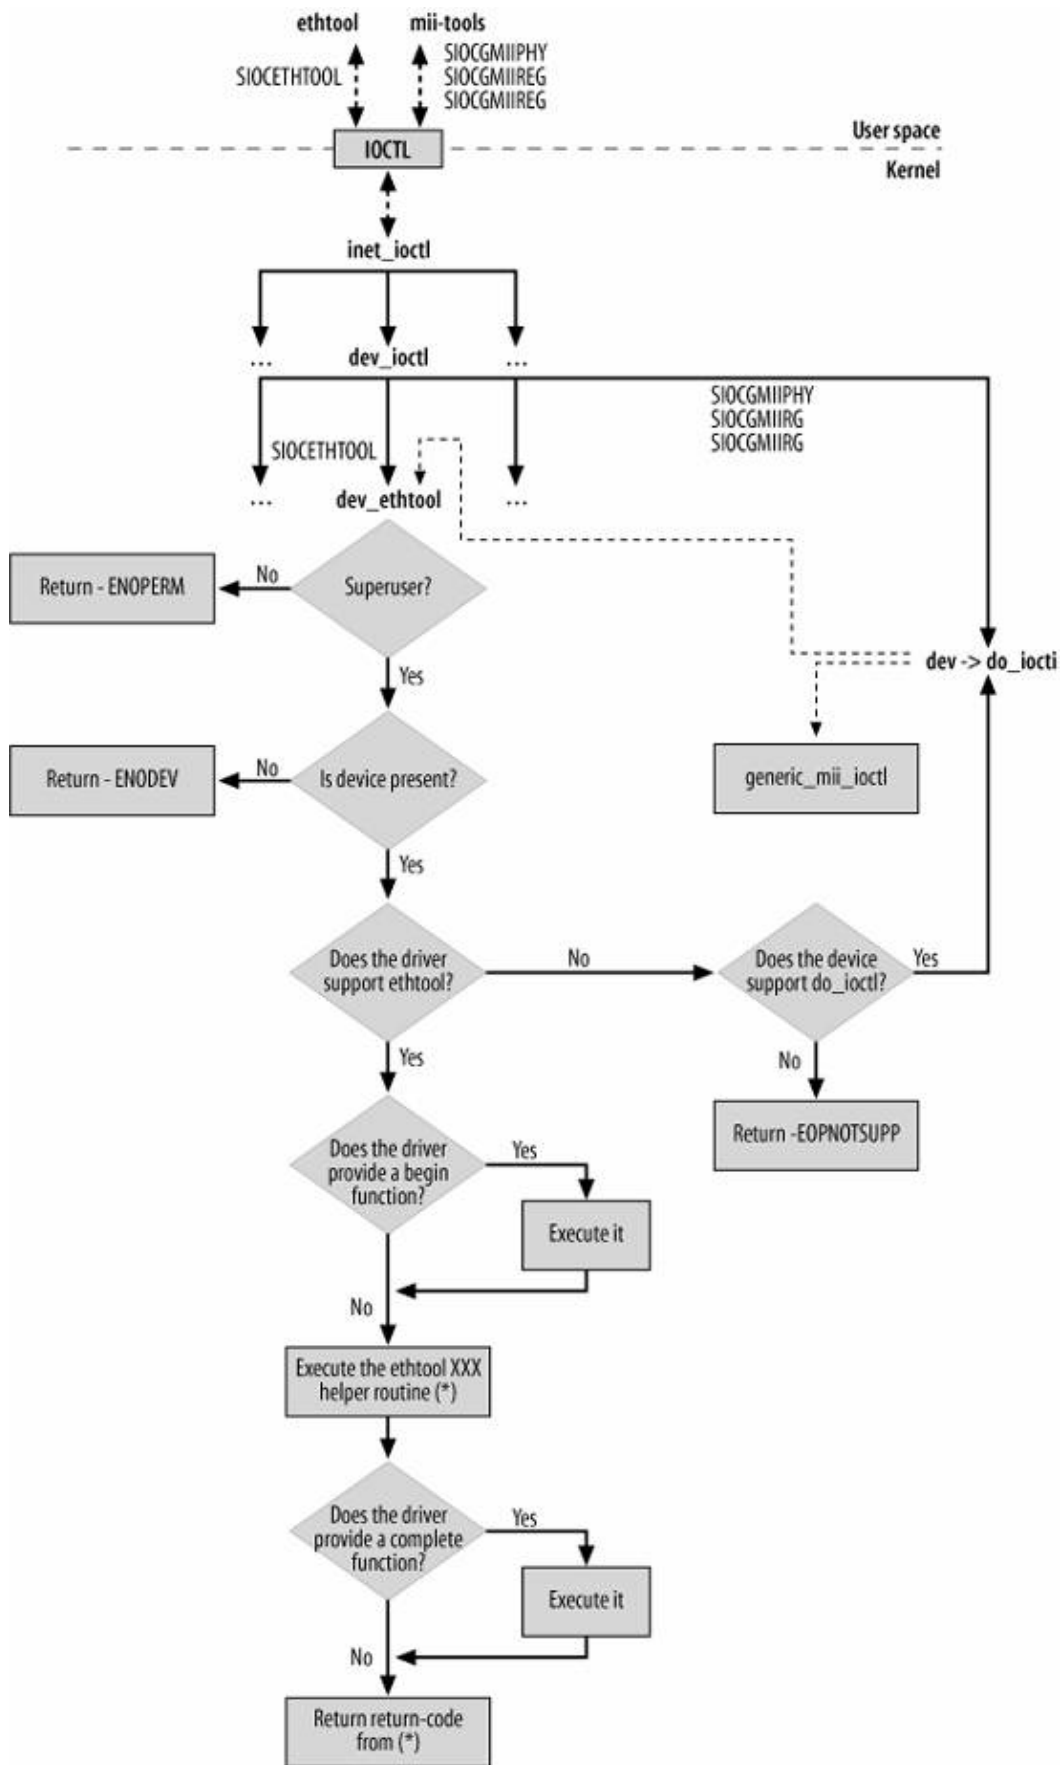 ethtool mii-tools
SIOCETHTOOL
SIOCGMIIPHY
SIOCGMIIREG
SIOCGMIIREG
IOCTL
User space
Kernel
inet_ioctl
... dev_ioctl ...
SIOCGMIIPHY
SIOCGMIIRG
SIOCGMIIRG
SIOCETHTOOL
... dev_ethtool ...
Superuser?
No
Return - ENOPERM
Yes
dev -> do_iocti
Is device present?
No
Return - ENODEV
generic_mii_ioctl
Yes
Does the driver
support ethtool?
No
Does the device
support do_ioctl?
Yes
No
Return -EOPNOTSUPP
Yes
Does the driver
provide a begin
function?
Yes
Execute it
No
Execute the ethtool XXX
helper routine (*)
Does the driver
provide a complete
function?
Yes
Execute it
No
Return return-code
from (*)